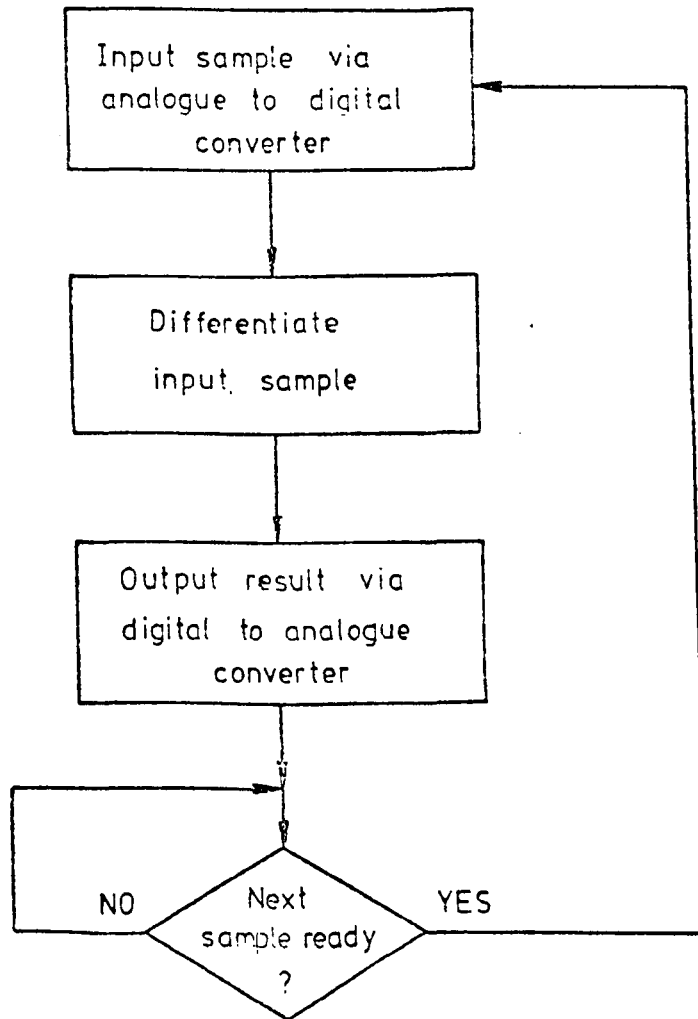 Input sample via
analogue to digital
converter
Differentiate
input sample
Output result via
digital to analogue
converter
NO
Next
YES
sample ready
?